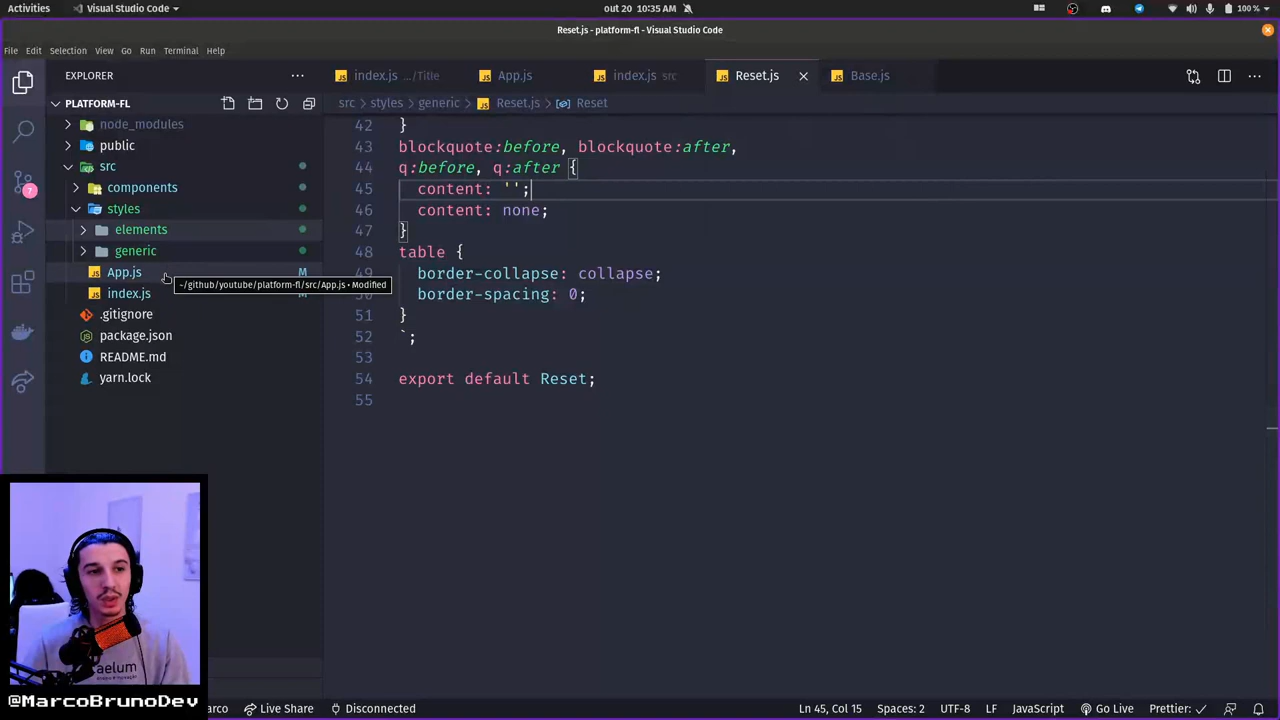 Activities
Visual Studio Code
out 20 10:35 AM
100 %
Reset.js - platform-fl - Visual Studio Code
File Edit Selection View Go Run Terminal Help
EXPLORER
index.js .../Title
App.js
index.js src
Reset.js
Base.js
PLATFORM-FL
src > styles > generic > Reset.js > Reset
node_modules
public
src
components
styles
elements
generic
App.js M
index.js
.gitignore
package.json
README.md
yarn.lock
~/github/youtube/platform-fl/src/App.js • Modified
42 }
43 blockquote:before, blockquote:after,
44 q:before, q:after {
45 content: '';
46 content: none;
47 }
48 table {
49 border-collapse: collapse;
border-spacing: 0;
51 }
52 `;
53
54 export default Reset;
55
aelum
@MarcoBrunoDev
arco
Live Share
Disconnected
Ln 45, Col 15
Spaces: 2
UTF-8
LF
JavaScript
Go Live
Prettier: ✓